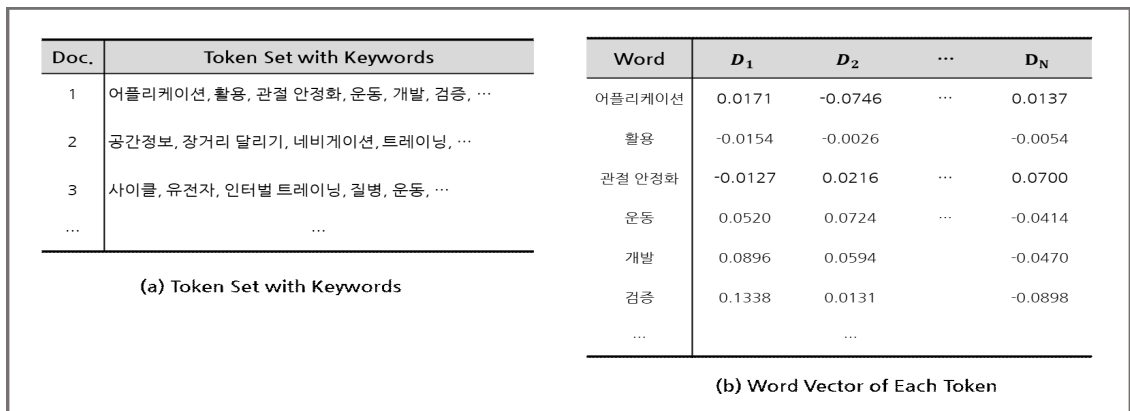 Doc. Token Set with Keywords
1 어플리케이션, 활용, 관절 안정화, 운동, 개발, 검증, …
2 공간정보, 장거리 달리기, 네비게이션, 트레이닝, …
3 사이클, 유전자, 인터벌 트레이닝, 질병, 운동, …
… …
(a) Token Set with Keywords
Word D₁ D₂ … D_N
어플리케이션 0.0171 -0.0746 … 0.0137
활용 -0.0154 -0.0026 -0.0054
관절 안정화 -0.0127 0.0216 … 0.0700
운동 0.0520 0.0724 … -0.0414
개발 0.0896 0.0594 -0.0470
검증 0.1338 0.0131 -0.0898
… …
(b) Word Vector of Each Token